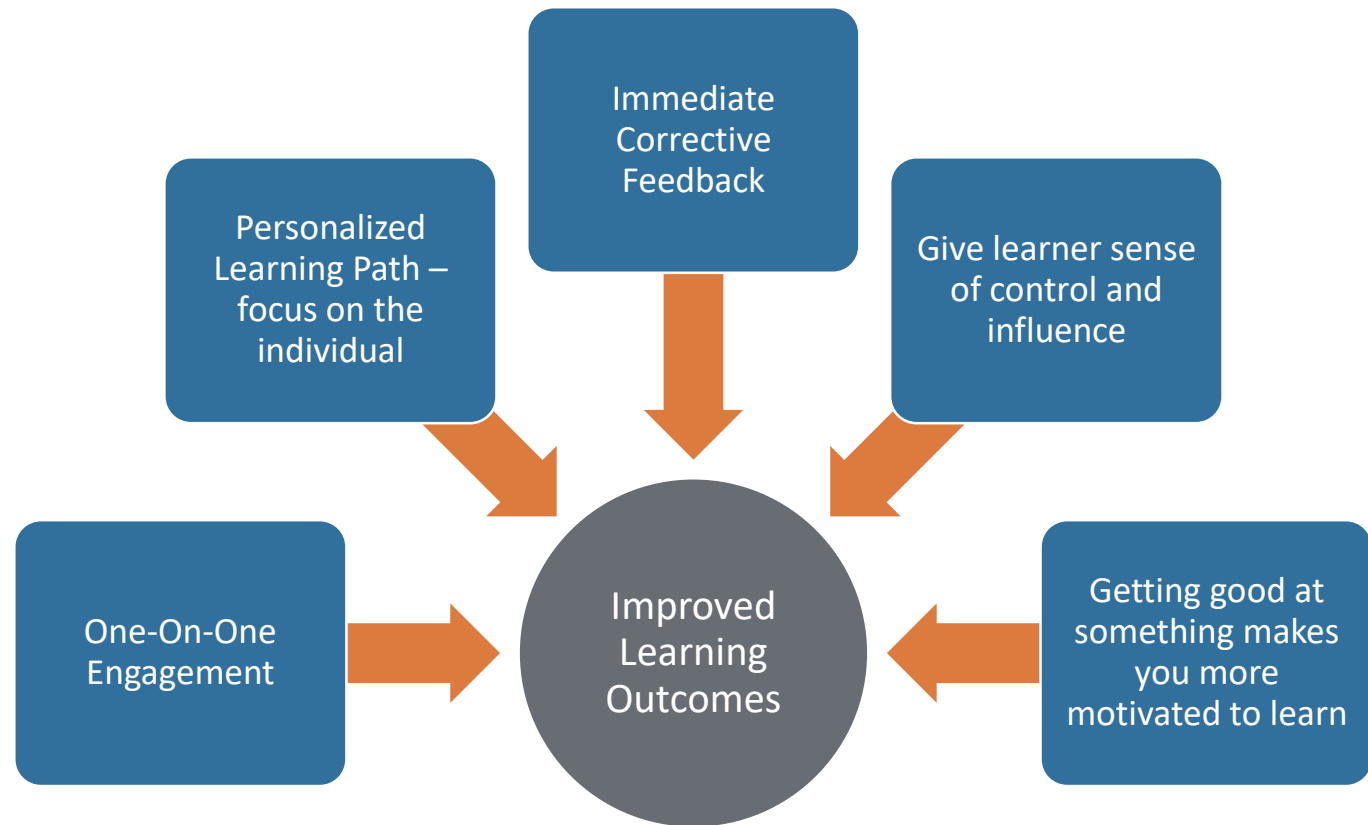 Immediate
Corrective
Feedback
Personalized
Learning Path –
focus on the
individual
Give learner sense
of control and
influence
One-On-One
Engagement
Improved
Learning
Outcomes
Getting good at
something makes
you more
motivated to learn